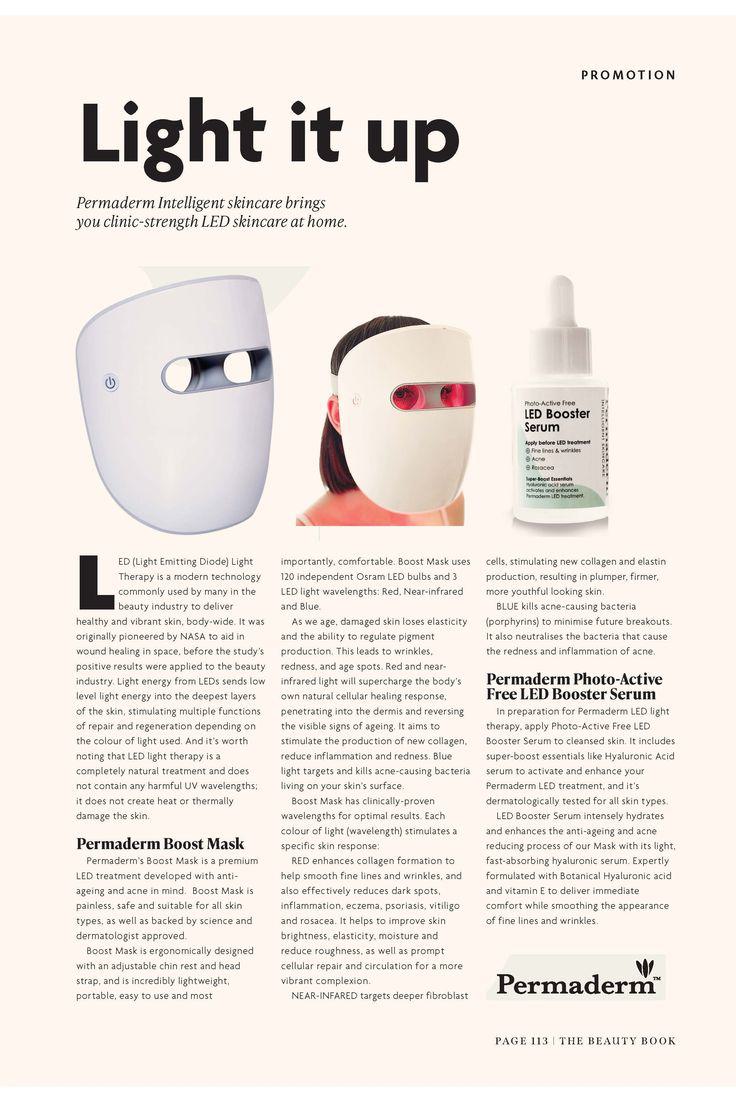 PROMOTION
Light it up
Permaderm Intelligent skincare brings
you clinic-strength LED skincare at home.
Photo-Active Free
LED Booster
Serum
Apply before LED treatment
Fine lines & wrinkles
Acne
Rosacea
Super-Boost Essentials
Hyaluronic acid serum
activates and enhances
Permaderm LED treatment.
LED (Light Emitting Diode) Light
Therapy is a modern technology
commonly used by many in the
beauty industry to deliver
healthy and vibrant skin, body-wide. It was
originally pioneered by NASA to aid in
wound healing in space, before the study's
positive results were applied to the beauty
industry. Light energy from LEDs sends low
level light energy into the deepest layers
of the skin, stimulating multiple functions
of repair and regeneration depending on
the colour of light used. And it's worth
noting that LED light therapy is a
completely natural treatment and does
not contain any harmful UV wavelengths;
it does not create heat or thermally
damage the skin.
Permaderm Boost Mask
Permaderm's Boost Mask is a premium
LED treatment developed with anti-
ageing and acne in mind. Boost Mask is
painless, safe and suitable for all skin
types, as well as backed by science and
dermatologist approved.
Boost Mask is ergonomically designed
with an adjustable chin rest and head
strap, and is incredibly lightweight,
portable, easy to use and most
importantly, comfortable. Boost Mask uses
120 independent Osram LED bulbs and 3
LED light wavelengths: Red, Near-infrared
and Blue.
As we age, damaged skin loses elasticity
and the ability to regulate pigment
production. This leads to wrinkles,
redness, and age spots. Red and near-
infrared light will supercharge the body's
own natural cellular healing response,
penetrating into the dermis and reversing
the visible signs of ageing. It aims to
stimulate the production of new collagen,
reduce inflammation and redness. Blue
light targets and kills acne-causing bacteria
living on your skin's surface.
Boost Mask has clinically-proven
wavelengths for optimal results. Each
colour of light (wavelength) stimulates a
specific skin response:
RED enhances collagen formation to
help smooth fine lines and wrinkles, and
also effectively reduces dark spots,
inflammation, eczema, psoriasis, vitiligo
and rosacea. It helps to improve skin
brightness, elasticity, moisture and
reduce roughness, as well as prompt
cellular repair and circulation for a more
vibrant complexion.
NEAR-INFARED targets deeper fibroblast
cells, stimulating new collagen and elastin
production, resulting in plumper, firmer,
more youthful looking skin.
BLUE kills acne-causing bacteria
(porphyrins) to minimise future breakouts.
It also neutralises the bacteria that cause
the redness and inflammation of acne.
Permaderm Photo-Active
Free LED Booster Serum
In preparation for Permaderm LED light
therapy, apply Photo-Active Free LED
Booster Serum to cleansed skin. It includes
super-boost essentials like Hyaluronic Acid
serum to activate and enhance your
Permaderm LED treatment, and it's
dermatologically tested for all skin types.
LED Booster Serum intensely hydrates
and enhances the anti-ageing and acne
reducing process of our Mask with its light,
fast-absorbing hyaluronic serum. Expertly
formulated with Botanical Hyaluronic acid
and vitamin E to deliver immediate
comfort while smoothing the appearance
of fine lines and wrinkles.
Permaderm™
PAGE 113 | THE BEAUTY BOOK